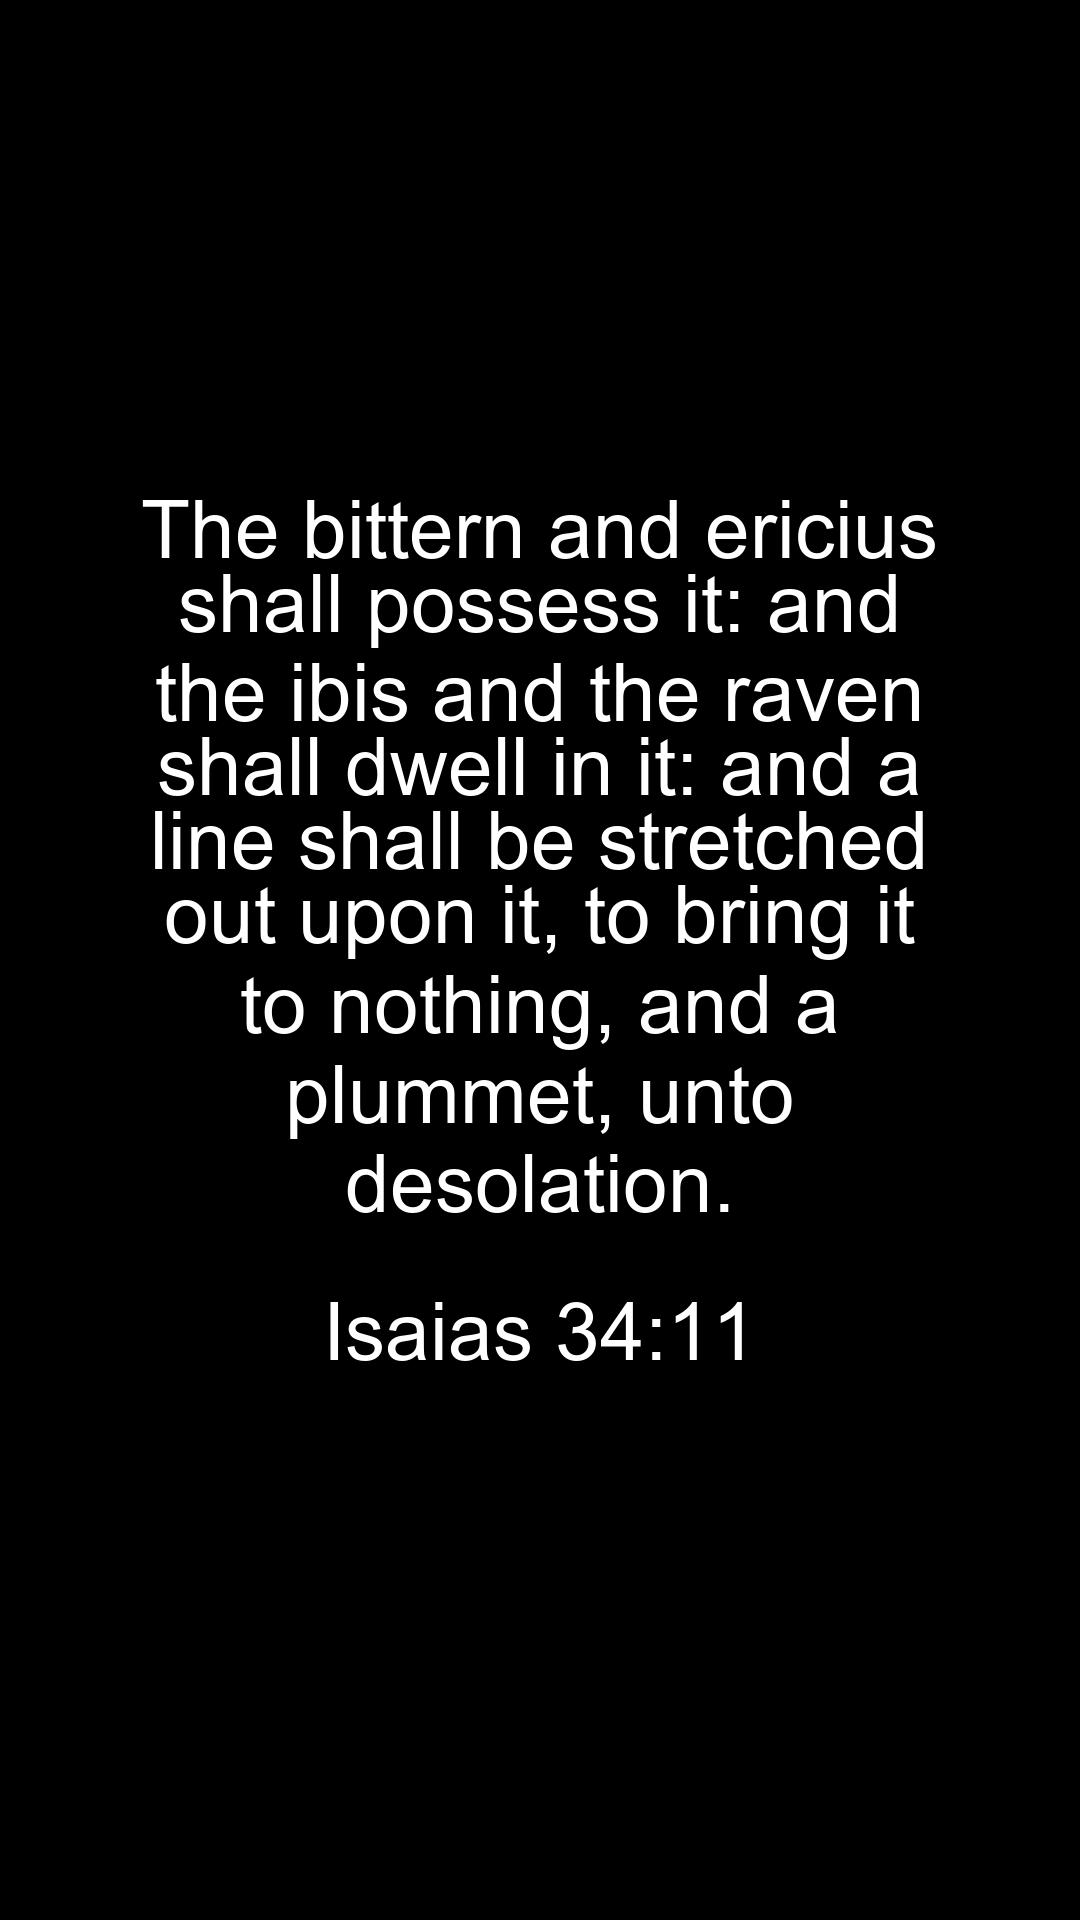 The bittern and ericius
shall possess it: and
the ibis and the raven
shall dwell in it: and a
line shall be stretched
out upon it, to bring it
to nothing, and a
plummet, unto
desolation.
Isaias 34:11